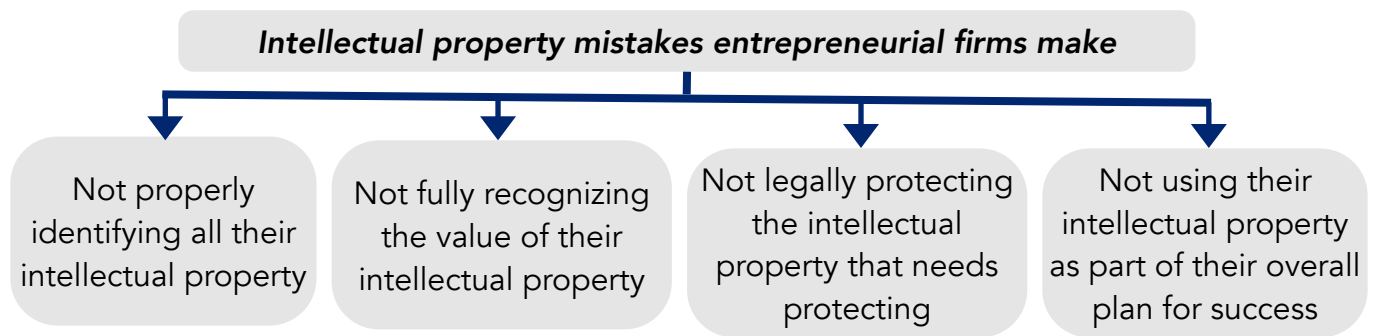 Intellectual property mistakes entrepreneurial firms make
Not properly
identifying all their
intellectual property
Not fully recognizing
the value of their
intellectual property
Not legally protecting
the intellectual
property that needs
protecting
Not using their
intellectual property
as part of their overall
plan for success